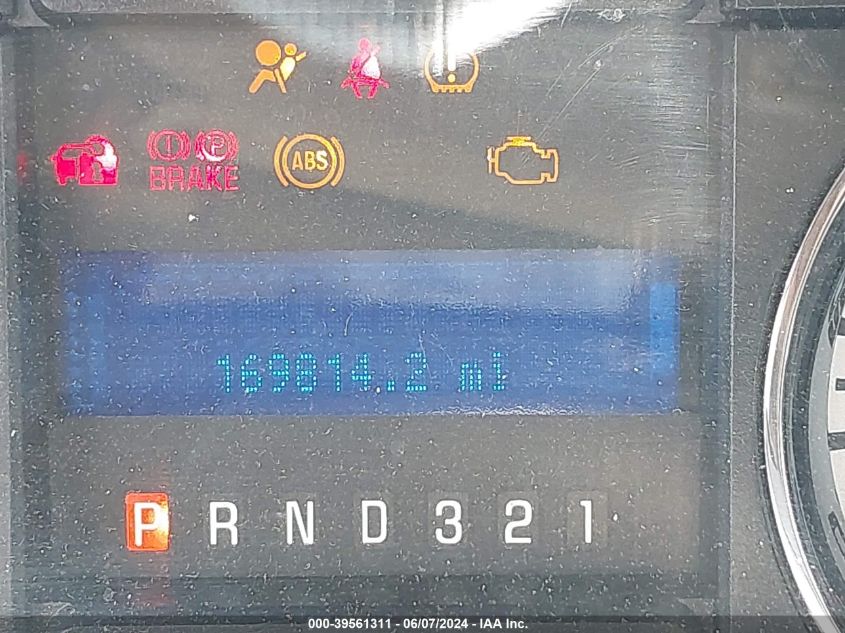 BRAKE ABS
169814.2 mi
P R N D 3 2 1
000-39561311 - 06/07/2024 - IAA Inc.